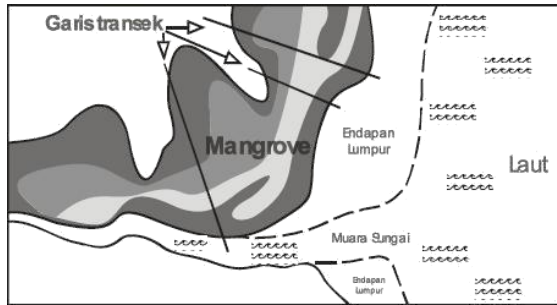 Garis transek
Mangrove
Endapan
Lumpur
Laut
Muara Sungai
Endapan
Lumpur